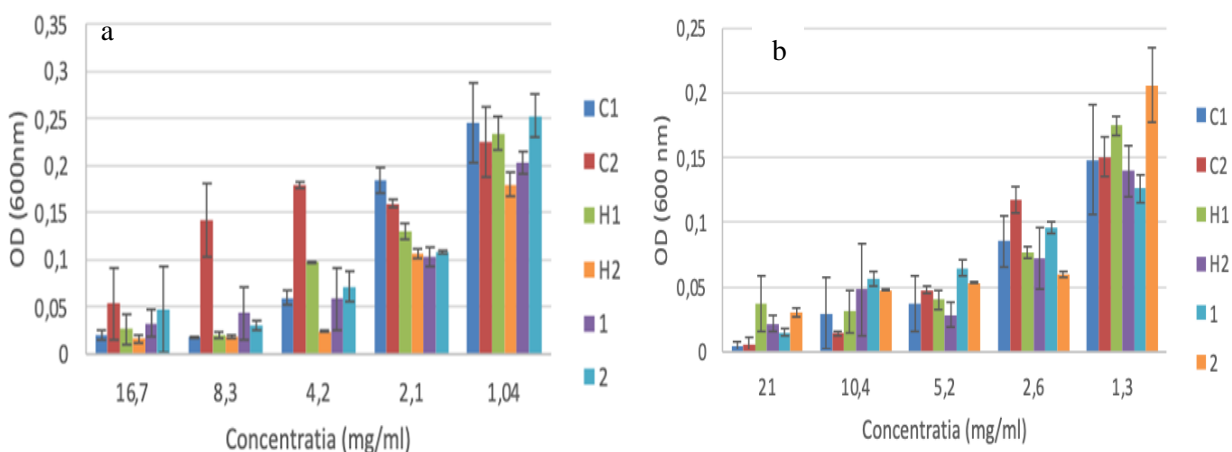 a
0,35
0,3
0,25
0,2
0,15
0,1
0,05
0
OD (600nm)
16,7 8,3 4,2 2,1 1,04
Concentratia (mg/ml)
C1
C2
H1
H2
1
2
b
0,25
0,2
0,15
0,1
0,05
0
OD (600 nm)
21 10,4 5,2 2,6 1,3
Concentratia (mg/ml)
C1
C2
H1
H2
1
2